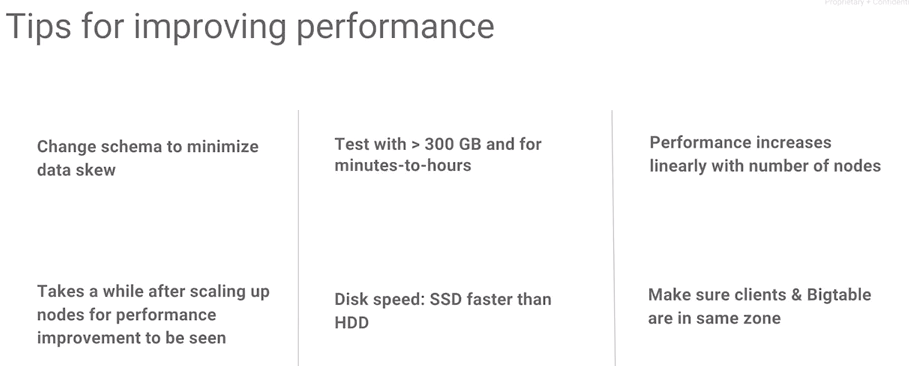 Proprietary + Confidential
Tips for improving performance
Change schema to minimize
data skew
Test with > 300 GB and for
minutes-to-hours
Performance increases
linearly with number of nodes
Takes a while after scaling up
nodes for performance
improvement to be seen
Disk speed: SSD faster than
HDD
Make sure clients & Bigtable
are in same zone